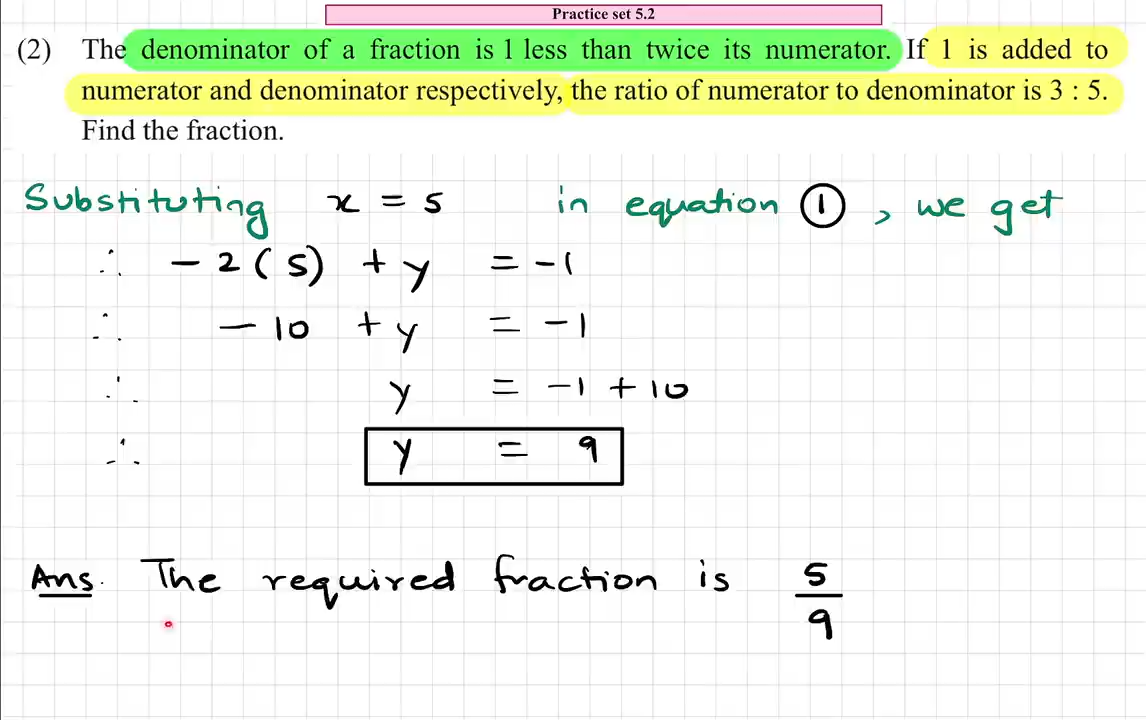 Practice set 5.2
(2) The denominator of a fraction is 1 less than twice its numerator. If 1 is added to
numerator and denominator respectively, the ratio of numerator to denominator is 3 : 5.
Find the fraction.
Substituting x = 5 in equation ①, we get
∴ - 2 ( 5 ) + y = -1
∴ - 10 + y = -1
∴ y = -1 + 10
∴ y = 9
Ans. The required fraction is 5/9